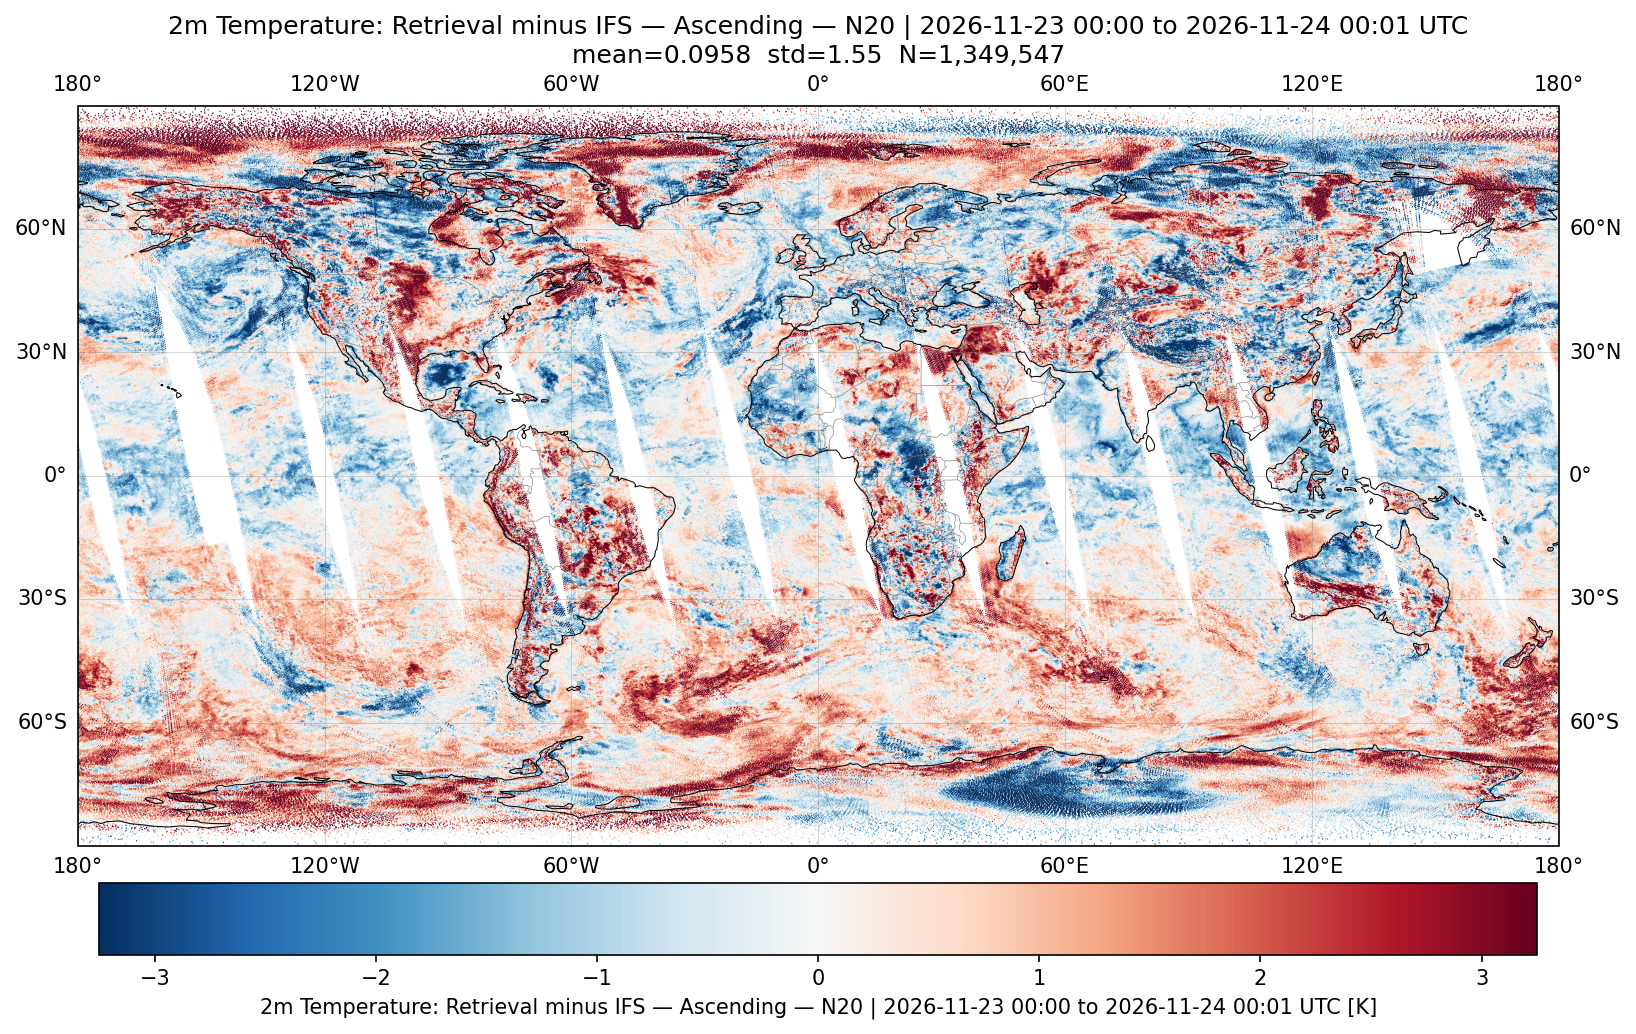 2m Temperature: Retrieval minus IFS — Ascending — N20 | 2026-11-23 00:00 to 2026-11-24 00:01 UTC
mean=0.0958  std=1.55  N=1,349,547
180° 120°W 60°W 0° 60°E 120°E 180°
60°N 60°N
30°N 30°N
0° 0°
30°S 30°S
60°S 60°S
180° 120°W 60°W 0° 60°E 120°E 180°
−3 −2 −1 0 1 2 3
2m Temperature: Retrieval minus IFS — Ascending — N20 | 2026-11-23 00:00 to 2026-11-24 00:01 UTC [K]